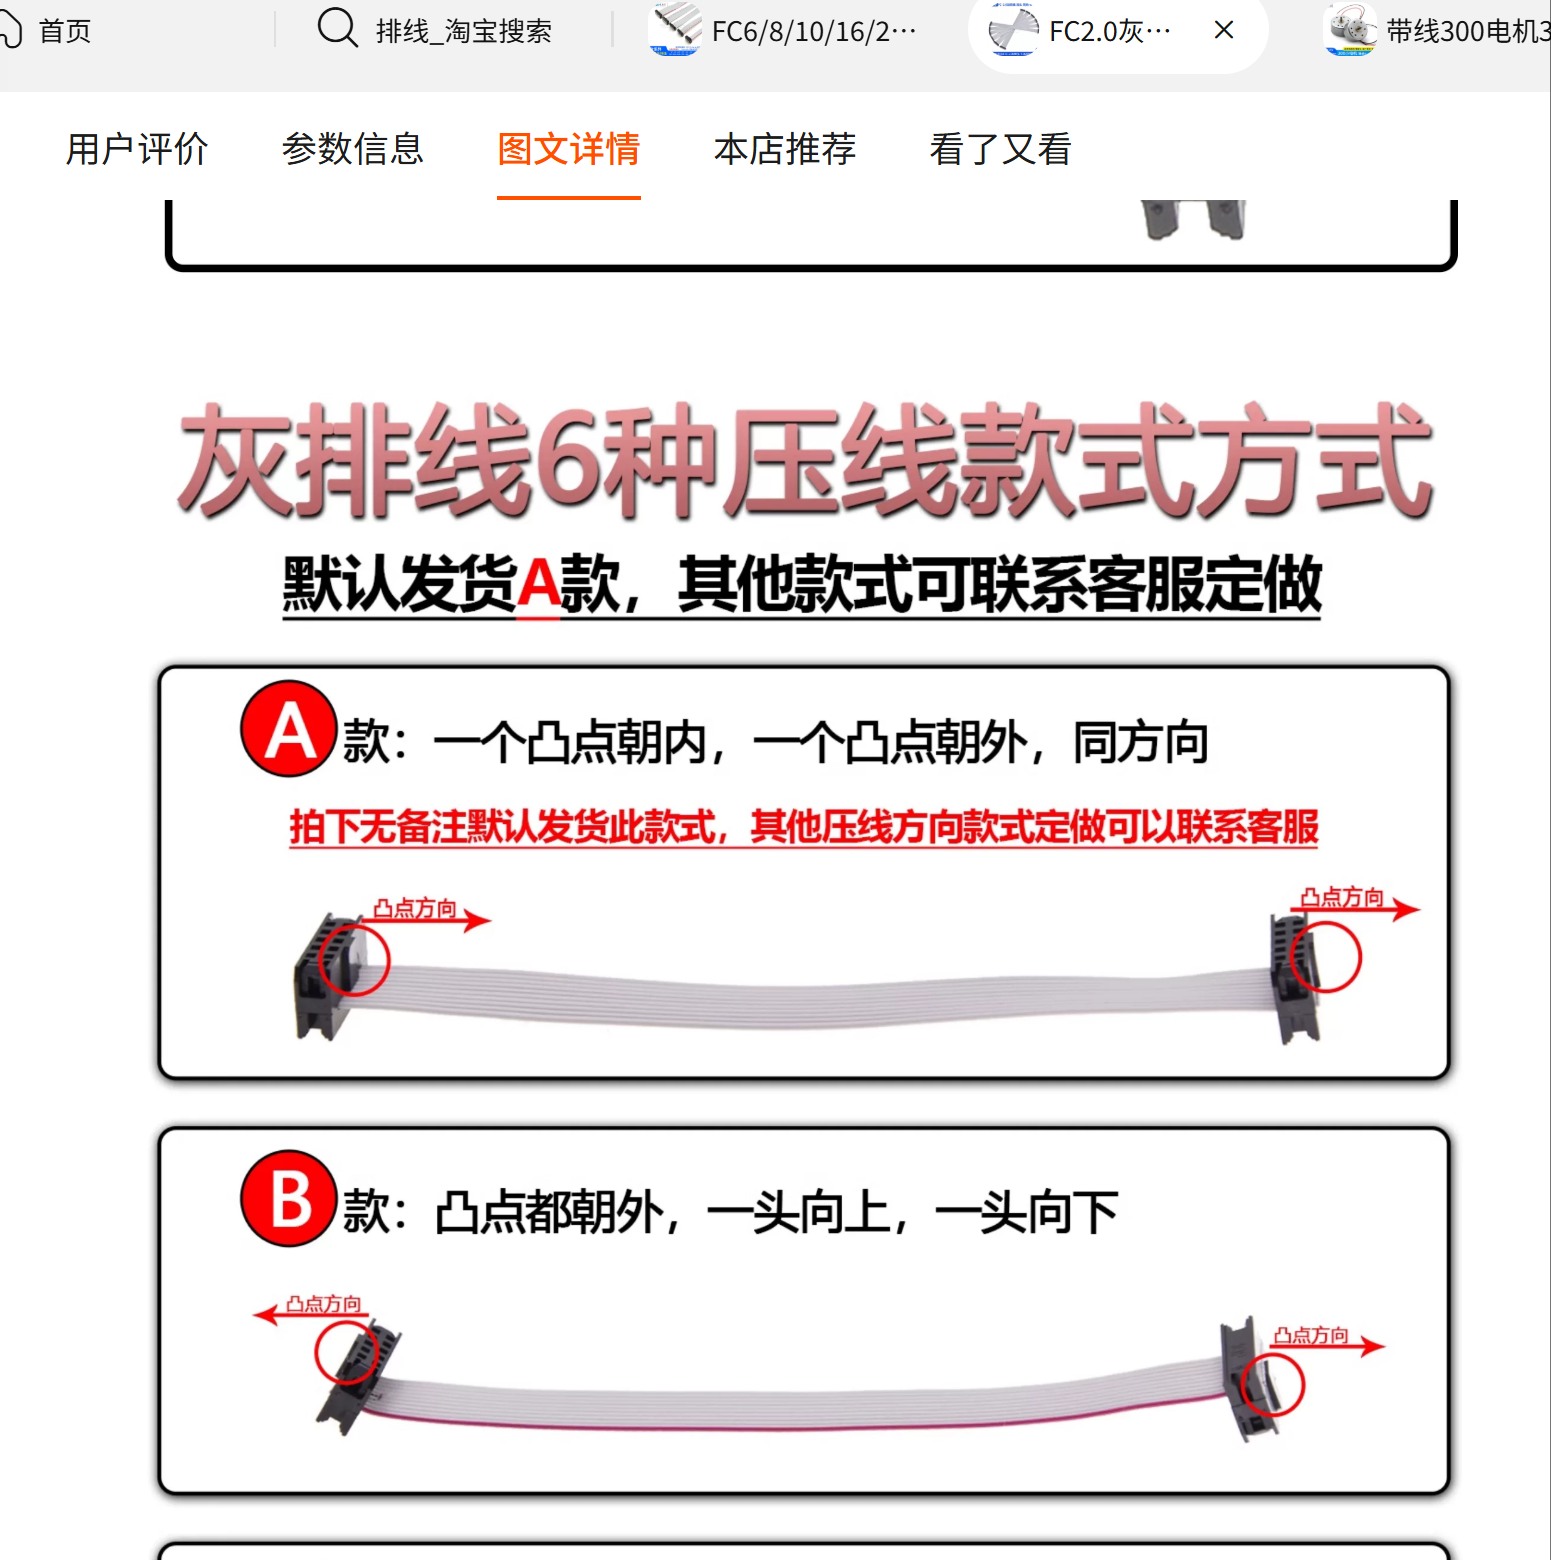 首页
排线_淘宝搜索
FC6/8/10/16/2···
FC2.0灰···
带线300电机3
用户评价
参数信息
图文详情
本店推荐
看了又看
灰排线6种压线款式方式
默认发货A款，其他款式可联系客服定做
A款：一个凸点朝内，一个凸点朝外，同方向
拍下无备注默认发货此款式，其他压线方向款式定做可以联系客服
凸点方向
凸点方向
B款：凸点都朝外，一头向上，一头向下
凸点方向
凸点方向